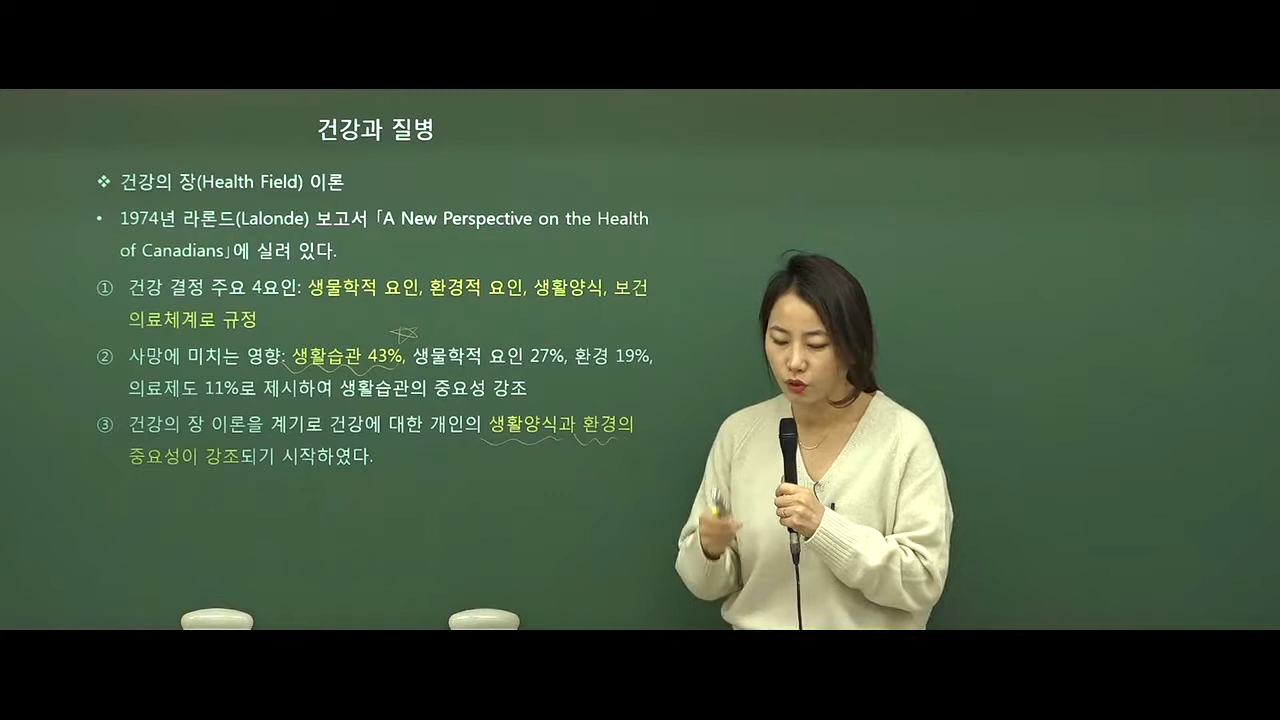 건강과 질병
❖ 건강의 장(Health Field) 이론
• 1974년 라론드(Lalonde) 보고서 「A New Perspective on the Health
of Canadians」에 실려 있다.
① 건강 결정 주요 4요인: 생물학적 요인, 환경적 요인, 생활양식, 보건
의료체계로 규정
② 사망에 미치는 영향: 생활습관 43%, 생물학적 요인 27%, 환경 19%,
의료제도 11%로 제시하여 생활습관의 중요성 강조
③ 건강의 장 이론을 계기로 건강에 대한 개인의 생활양식과 환경의
중요성이 강조되기 시작하였다.